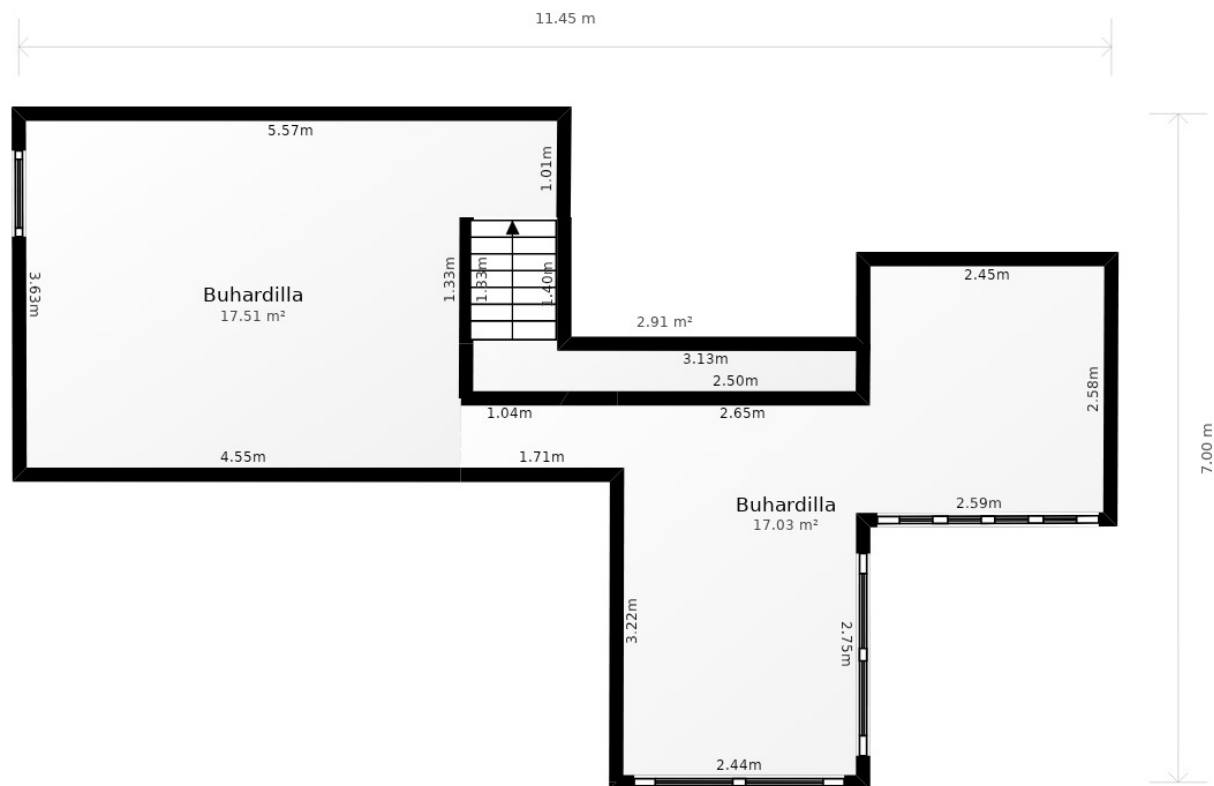 11.45 m
5.57m
1.01m
3.63m
1.33m
1.33m
1.40m
Buhardilla
17.51 m²
2.91 m²
2.45m
3.13m
2.50m
2.58m
1.04m
2.65m
7.00 m
4.55m
1.71m
Buhardilla
17.03 m²
2.59m
3.22m
2.75m
2.44m